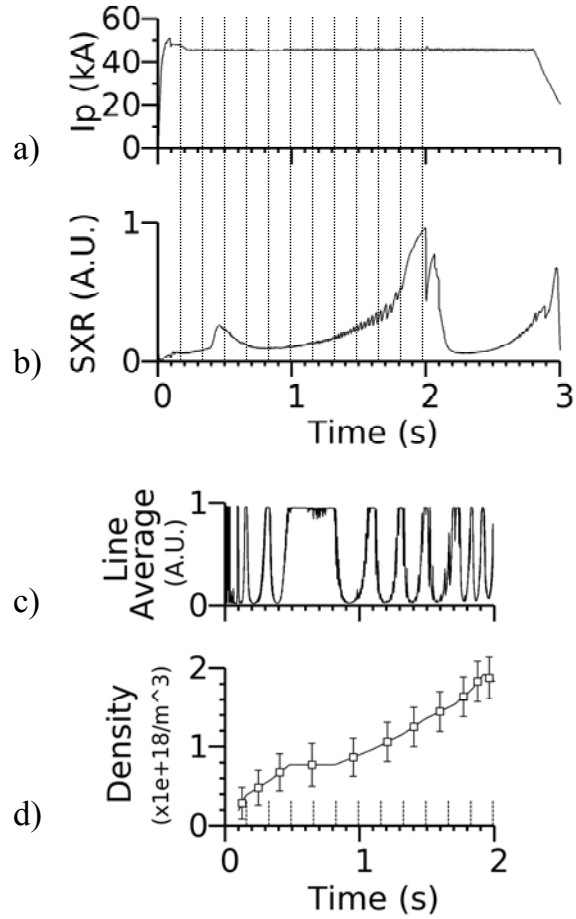 a)
Ip (kA)
60
40
20
0
b)
SXR (A.U.)
1
0
0 1 2 3
Time (s)
c)
Line
Average
(A.U.)
1
0
d)
Density
(x1e+18/m^3)
2
1
0
0 1 2
Time (s)